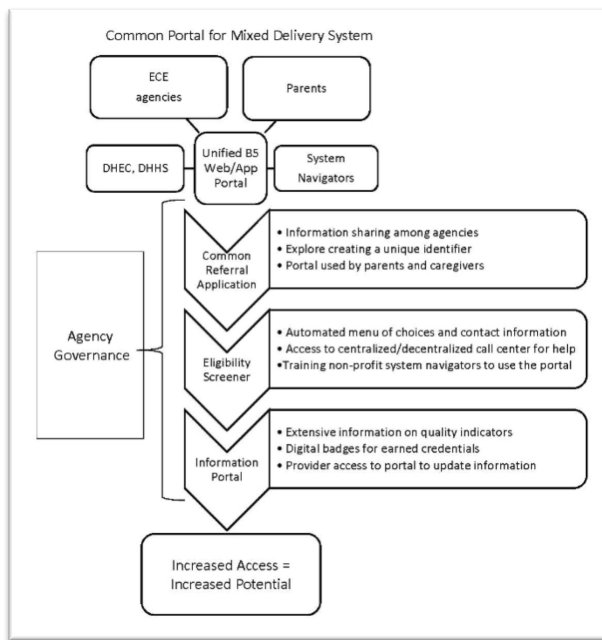 Common Portal for Mixed Delivery System
ECE
agencies
Parents
DHEC, DHHS
Unified B5
Web/App
Portal
System
Navigators
Agency
Governance
Common
Referral
Application
• Information sharing among agencies
• Explore creating a unique identifier
• Portal used by parents and caregivers
Eligibility
Screener
• Automated menu of choices and contact information
• Access to centralized/decentralized call center for help
•Training non-profit system navigators to use the portal
Information
Portal
• Extensive information on quality indicators
• Digital badges for earned credentials
• Provider access to portal to update information
Increased Access =
Increased Potential